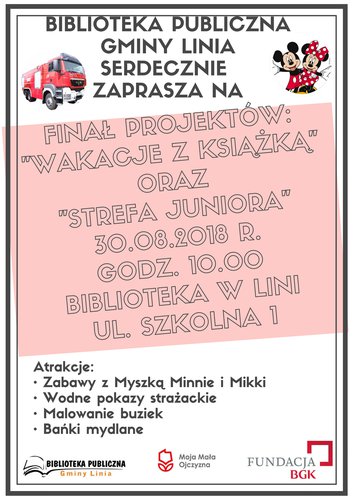 BIBLIOTEKA PUBLICZNA
GMINY LINIA
SERDECZNIE
ZAPRASZA NA
FINAŁ PROJEKTÓW:
"WAKACJE Z KSIĄŻKĄ"
ORAZ
"STREFA JUNIORA"
30.08.2018 R.
GODZ. 10.00
BIBLIOTEKA W LINI
UL. SZKOLNA 1
Atrakcje:
• Zabawy z Myszką Minnie i Mikki
• Wodne pokazy strażackie
• Malowanie buziek
• Bańki mydlane
BIBLIOTEKA PUBLICZNA
Gminy Linia
Moja Mała
Ojczyzna
FUNDACJA
BGK